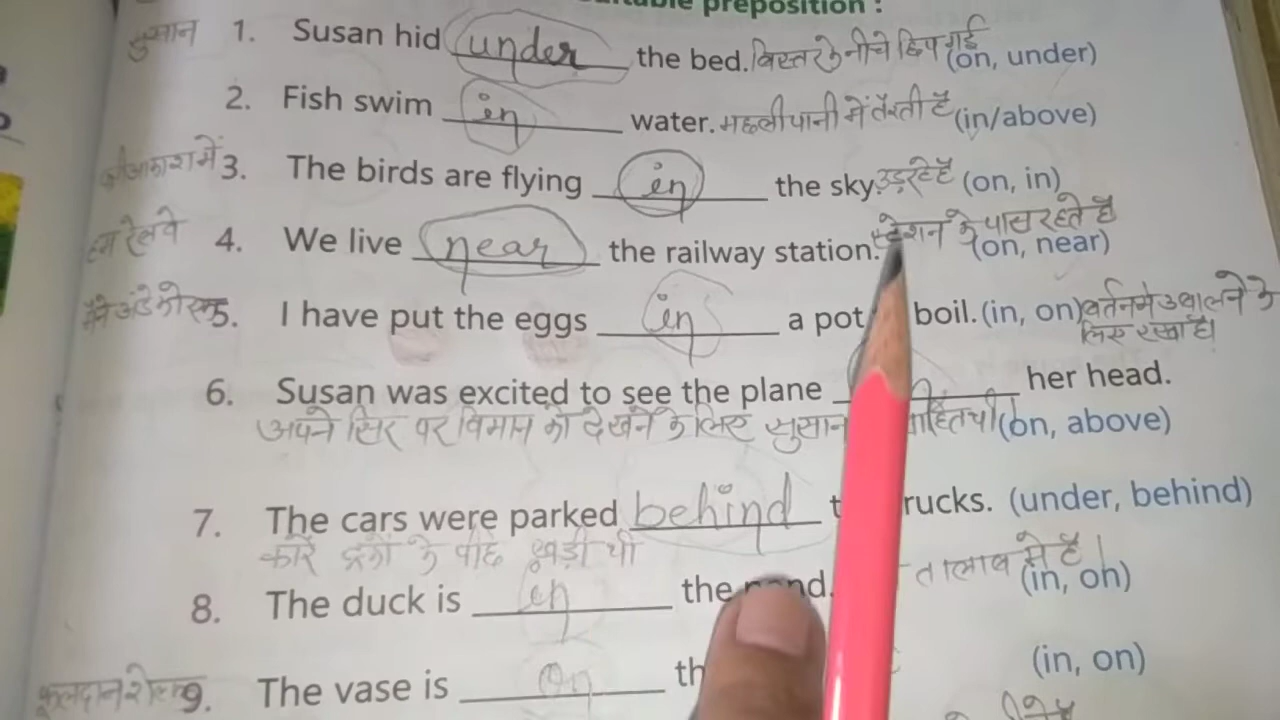 preposition :
सुसान 1. Susan hid under the bed. बिस्तर के नीचे छिप गई (on, under)
2. Fish swim in water. मछली पानी में तैरती है (in/above)
आकाश में 3. The birds are flying in the sky. उड़ रहे है (on, in)
हम रेलवे 4. We live near the railway station. स्टेशन के पास रहते है (on, near)
मैने अंडे को 5. I have put the eggs in a pot boil. (in, on) बर्तन मे उबालने के
लिए रखा है।
6. Susan was excited to see the plane her head.
अपने सिर पर विमान को देखने के लिए सुसान (on, above)
7. The cars were parked behind rucks. (under, behind)
कारें ट्रकों के पीछे खड़ी थी
8. The duck is in the तालाब मे है। (in, on)
फूलदान 9. The vase is on (in, on)